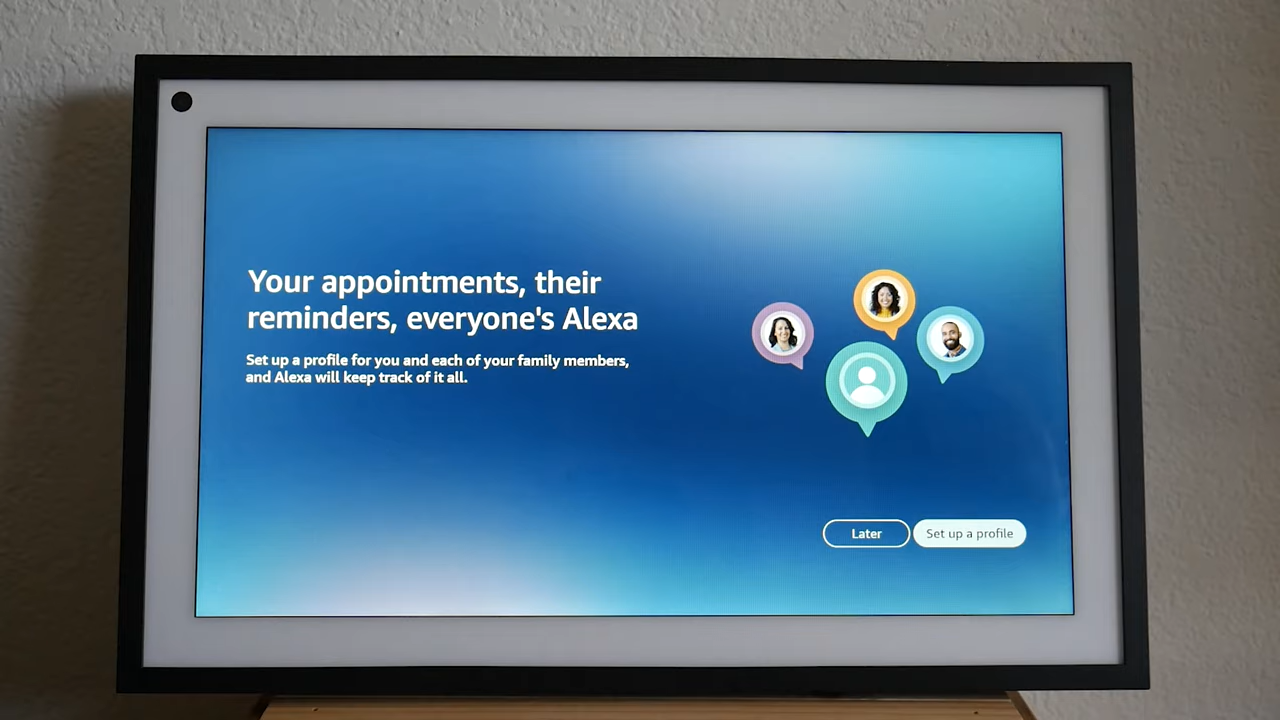 Your appointments, their
reminders, everyone's Alexa
Set up a profile for you and each of your family members,
and Alexa will keep track of it all.
Later
Set up a profile